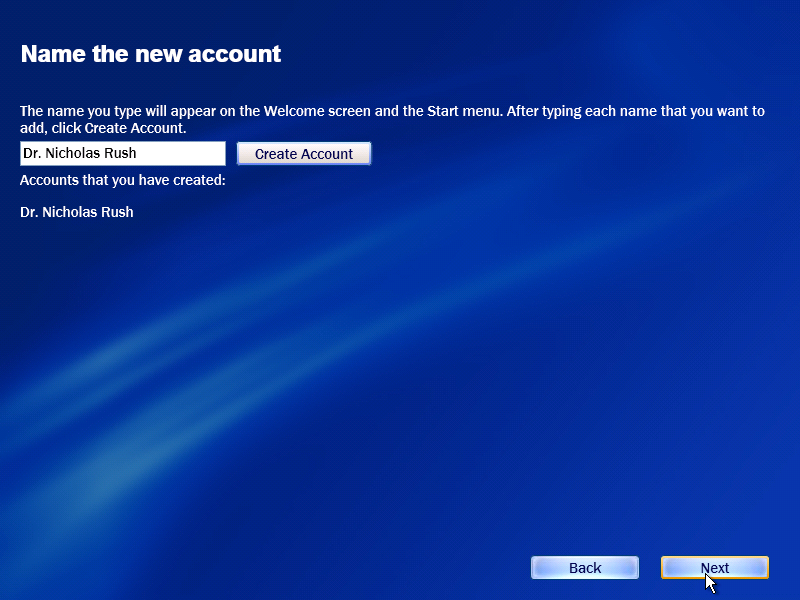 Name the new account
The name you type will appear on the Welcome screen and the Start menu. After typing each name that you want to
add, click Create Account.
Dr. Nicholas Rush
Create Account
Accounts that you have created:
Dr. Nicholas Rush
Back
Next